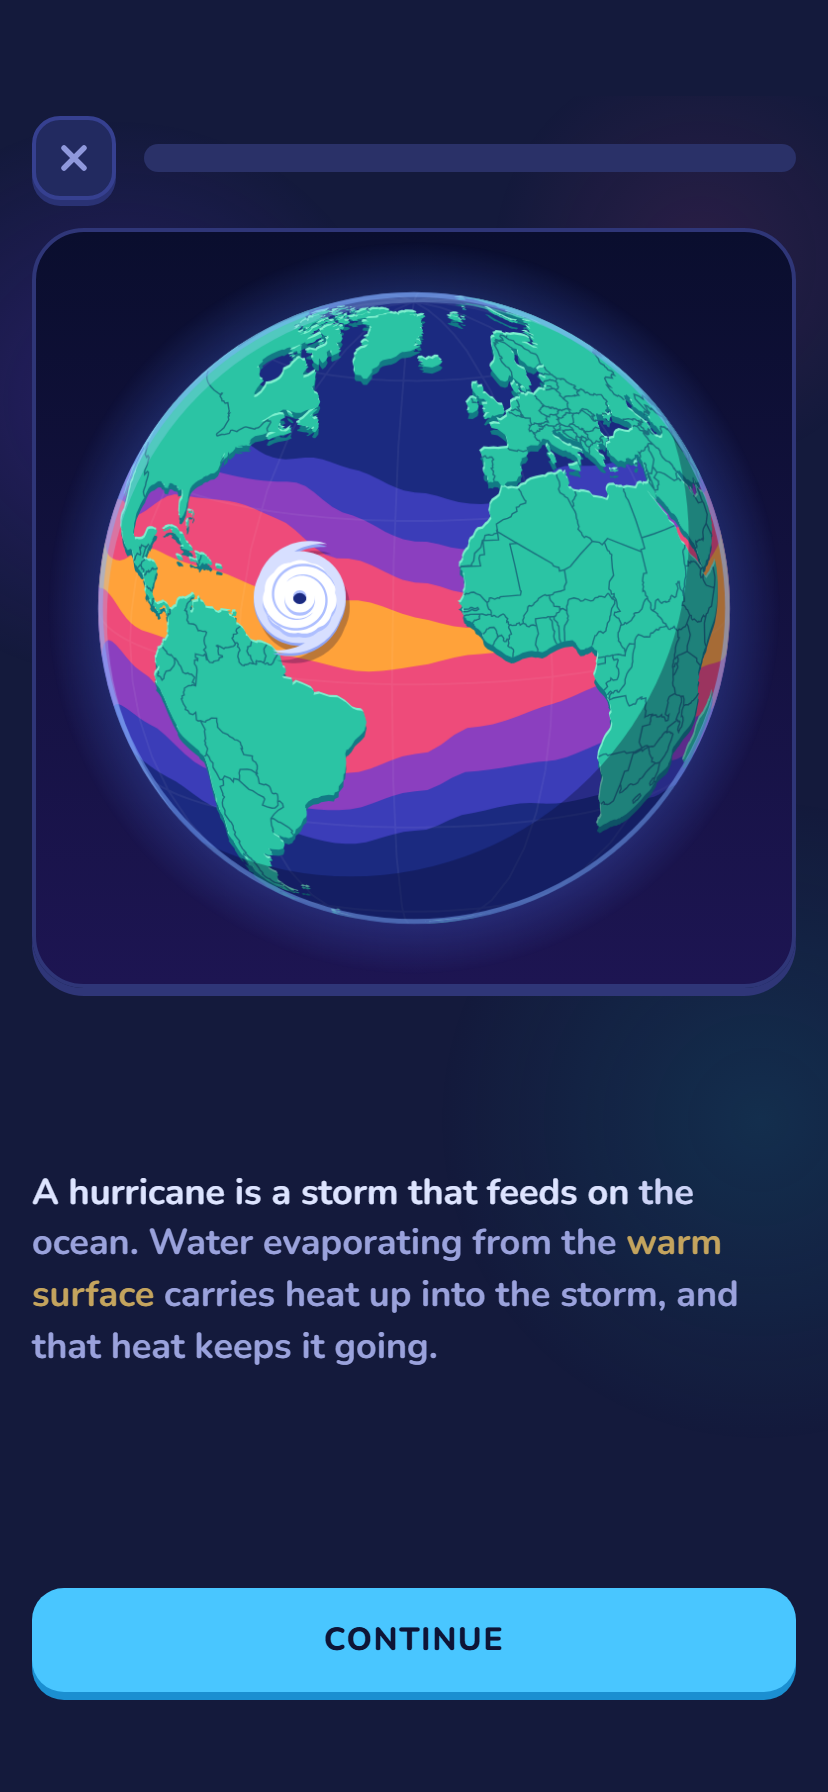 A hurricane is a storm that feeds on the
ocean. Water evaporating from the warm
surface carries heat up into the storm, and
that heat keeps it going.
CONTINUE